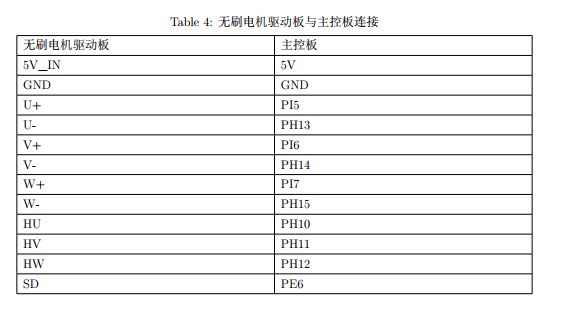 Table 4: 无刷电机驱动板与主控板连接
无刷电机驱动板 主控板
5V_IN 5V
GND GND
U+ PI5
U- PH13
V+ PI6
V- PH14
W+ PI7
W- PH15
HU PH10
HV PH11
HW PH12
SD PE6